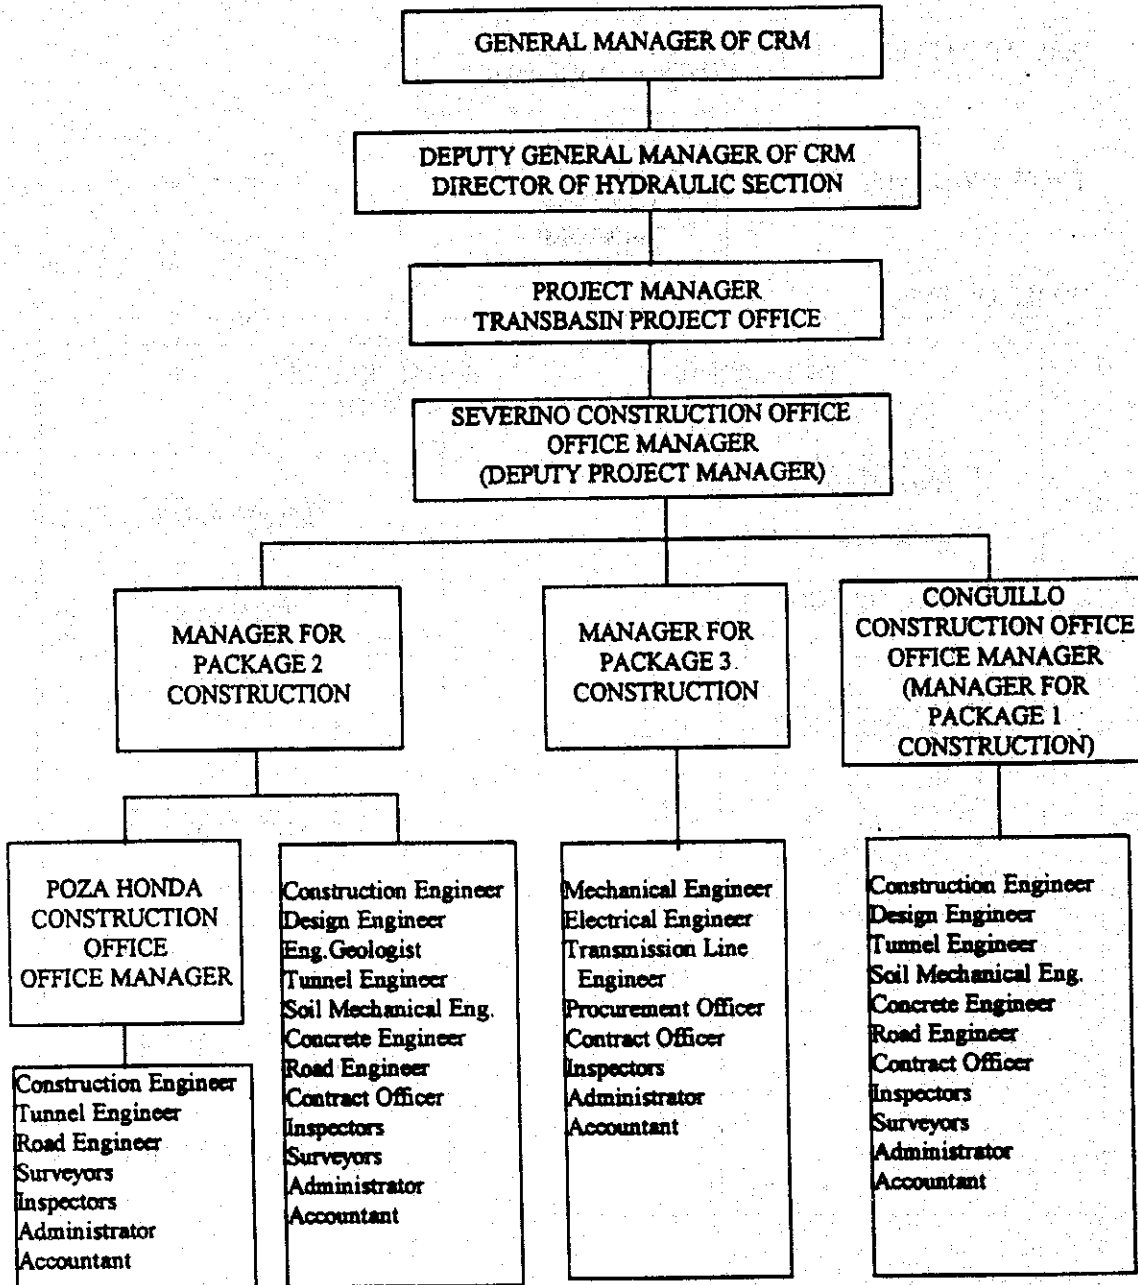 GENERAL MANAGER OF CRM
DEPUTY GENERAL MANAGER OF CRM
DIRECTOR OF HYDRAULIC SECTION
PROJECT MANAGER
TRANSBASIN PROJECT OFFICE
SEVERINO CONSTRUCTION OFFICE
OFFICE MANAGER
(DEPUTY PROJECT MANAGER)
MANAGER FOR
PACKAGE 2
CONSTRUCTION
MANAGER FOR
PACKAGE 3
CONSTRUCTION
CONGUILLO
CONSTRUCTION OFFICE
OFFICE MANAGER
(MANAGER FOR
PACKAGE 1
CONSTRUCTION)
POZA HONDA
CONSTRUCTION
OFFICE
OFFICE MANAGER
Construction Engineer
Tunnel Engineer
Road Engineer
Surveyors
Inspectors
Administrator
Accountant
Construction Engineer
Design Engineer
Eng.Geologist
Tunnel Engineer
Soil Mechanical Eng.
Concrete Engineer
Road Engineer
Contract Officer
Inspectors
Surveyors
Administrator
Accountant
Mechanical Engineer
Electrical Engineer
Transmission Line
Engineer
Procurement Officer
Contract Officer
Inspectors
Administrator
Accountant
Construction Engineer
Design Engineer
Tunnel Engineer
Soil Mechanical Eng.
Concrete Engineer
Road Engineer
Contract Officer
Inspectors
Surveyors
Administrator
Accountant